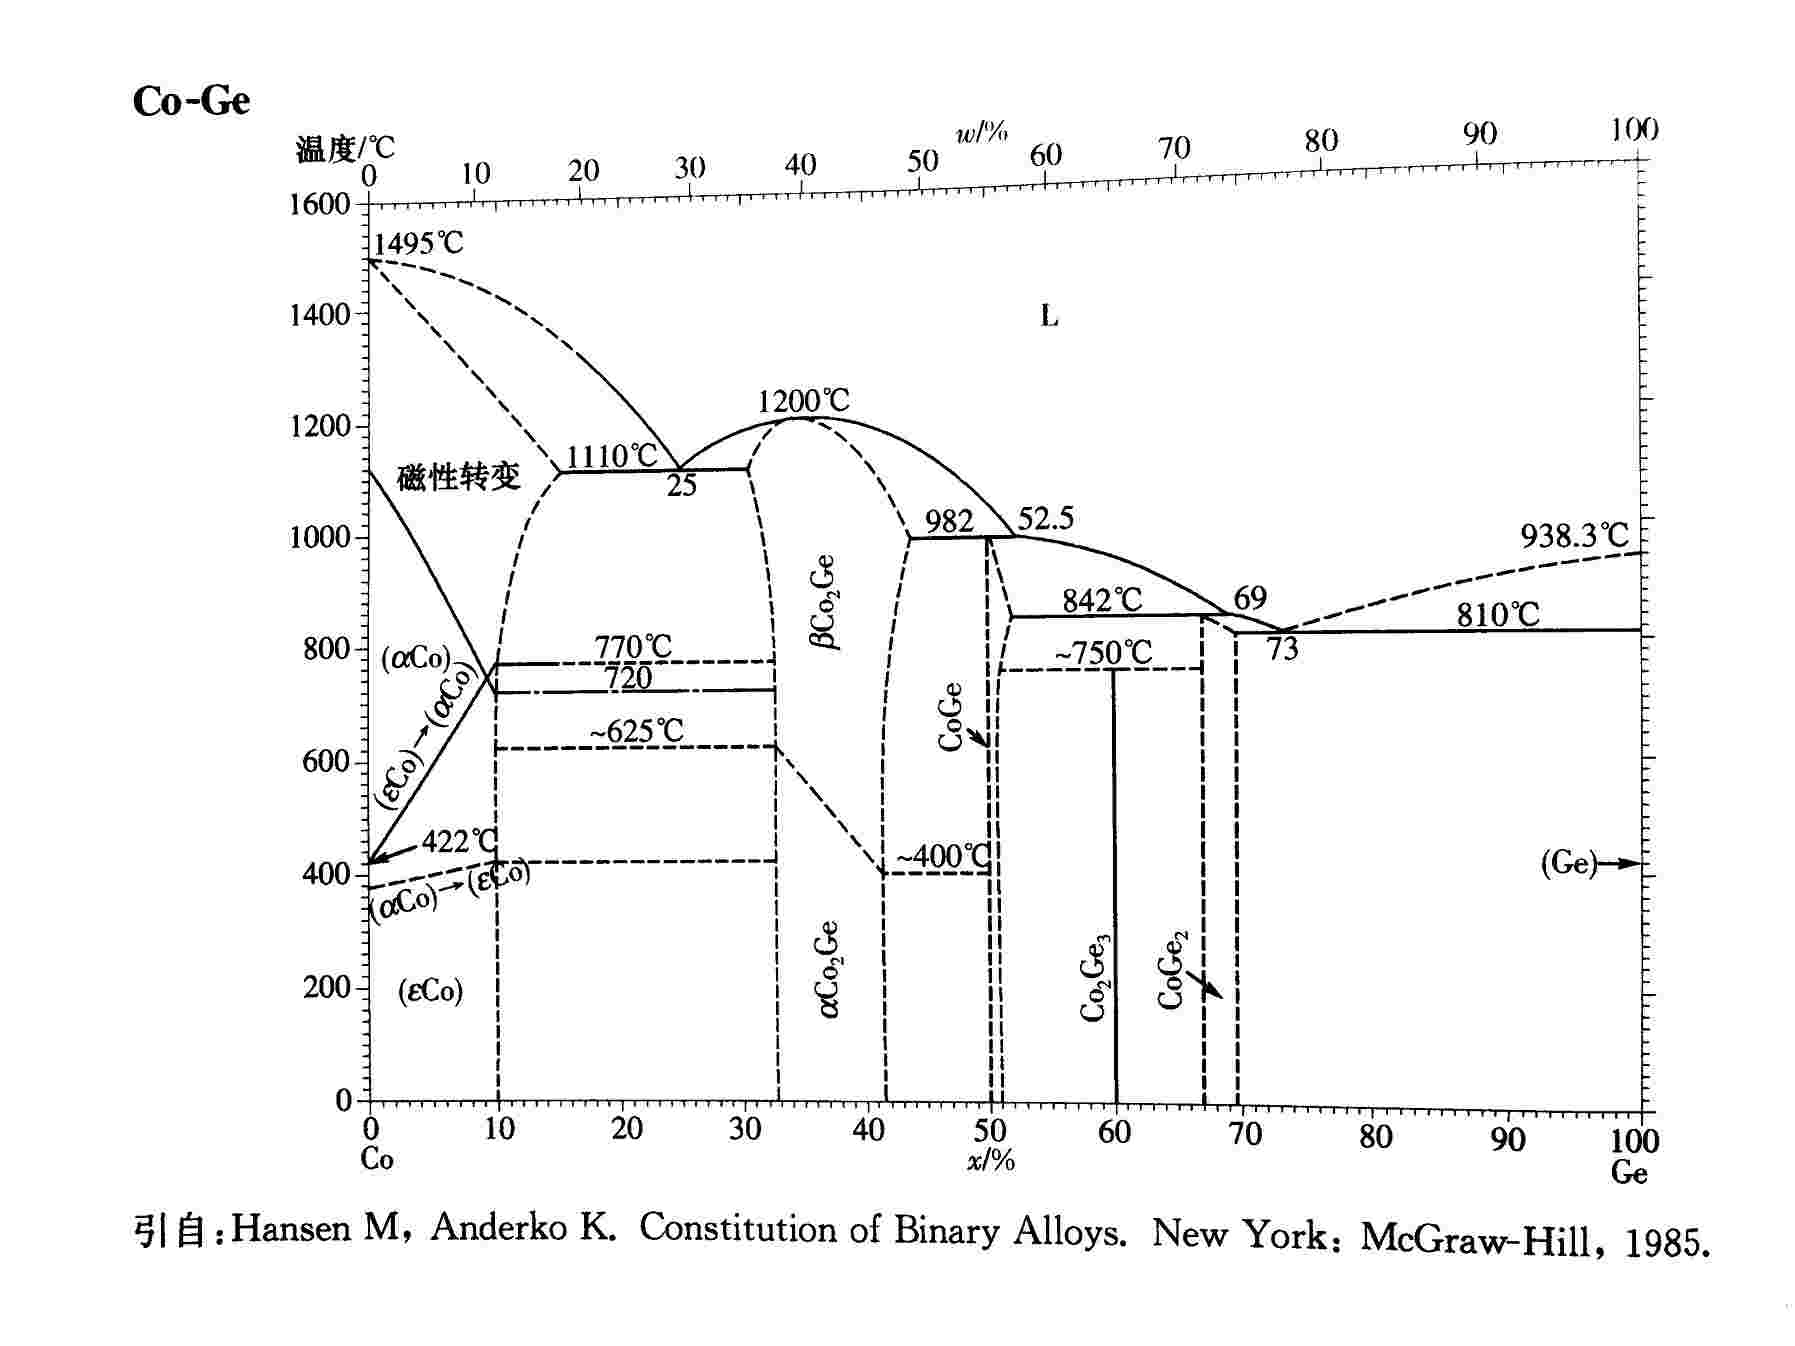 Co-Ge
温度/℃
w/%
0 10 20 30 40 50 60 70 80 90 100
1600
1495℃
1400
L
1200℃
1200
1110℃
磁性转变
25
982
52.5
1000
938.3℃
βCo₂Ge
842℃
69
810℃
800
770℃
(αCo)
~750℃
73
720
(εCo)→(αCo)
~625℃
CoGe
600
422℃
~400℃
400
(Ge)
(αCo)→(εCo)
αCo₂Ge
Co₂Ge₃
CoGe₂
200
(εCo)
0
0 10 20 30 40 50 60 70 80 90 100
Co
x/%
Ge
引自:Hansen M, Anderko K. Constitution of Binary Alloys. New York: McGraw-Hill, 1985.